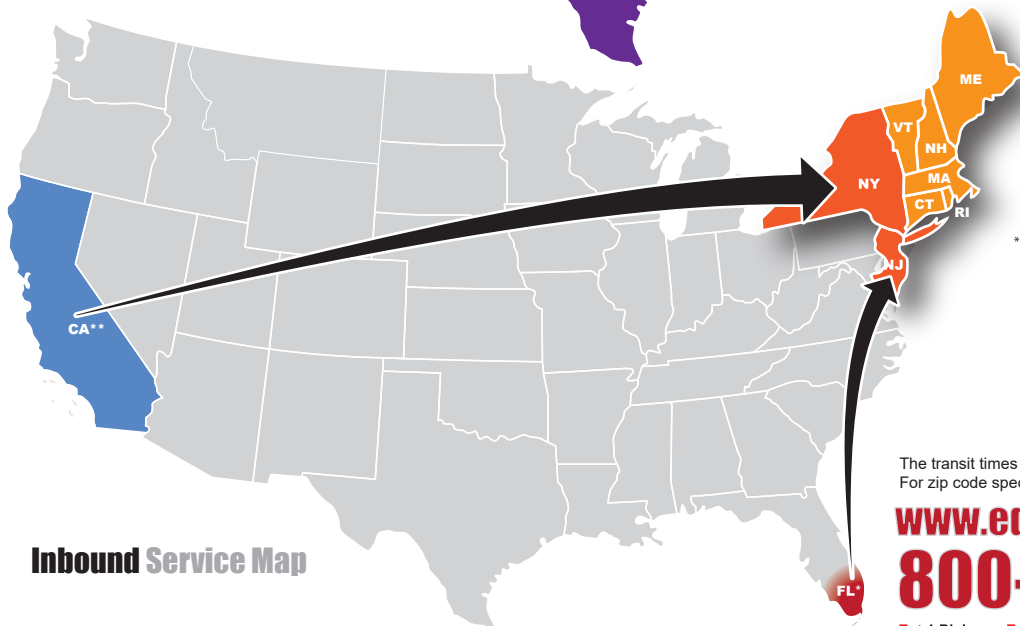 ME
VT
NH
NY
MA
CT
RI
*
NJ
CA**
The transit times
For zip code spec
www.ed
800-
Inbound Service Map
FL*